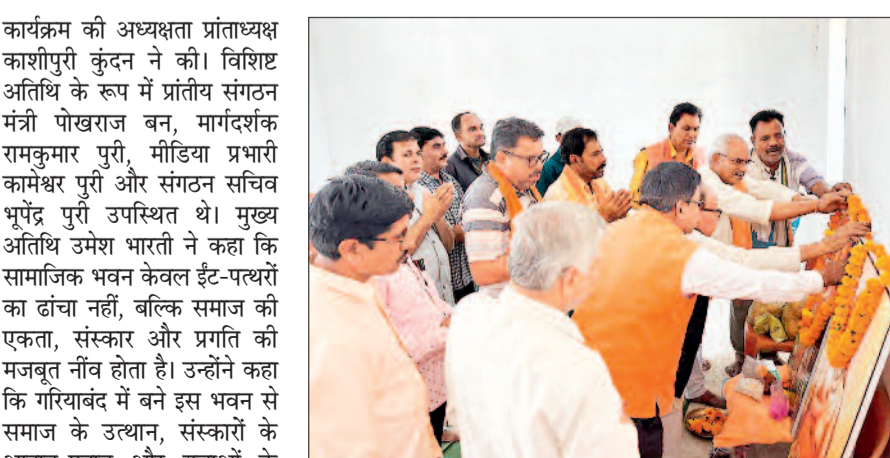 कार्यक्रम की अध्यक्षता प्रांताध्यक्ष
काशीपुरी कुंदन ने की। विशिष्ट
अतिथि के रूप में प्रांतीय संगठन
मंत्री पोखराज बन, मार्गदर्शक
रामकुमार पुरी, मीडिया प्रभारी
कामेश्वर पुरी और संगठन सचिव
भूपेंद्र पुरी उपस्थित थे। मुख्य
अतिथि उमेश भारती ने कहा कि
सामाजिक भवन केवल ईंट-पत्थरों
का ढांचा नहीं, बल्कि समाज की
एकता, संस्कार और प्रगति की
मजबूत नींव होता है। उन्होंने कहा
कि गरियाबंद में बने इस भवन से
समाज के उत्थान, संस्कारों के